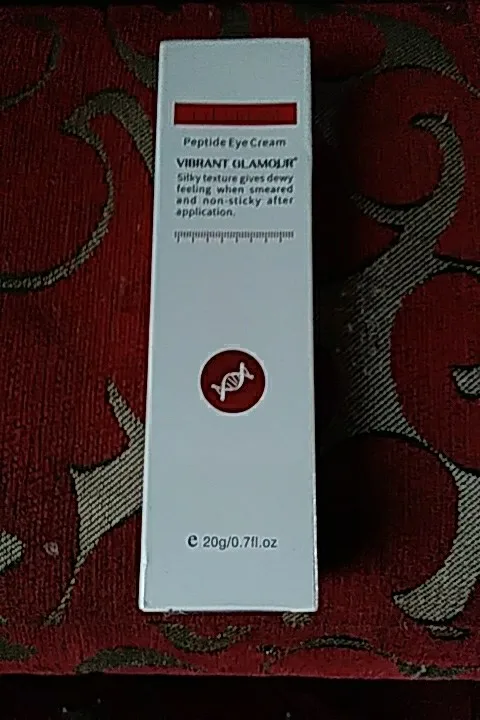 Peptide Eye Cream
VIBRANT GLAMOUR®
Silky texture gives dewy
feeling when smeared
and non-sticky after
application.
e 20g/0.7fl.oz